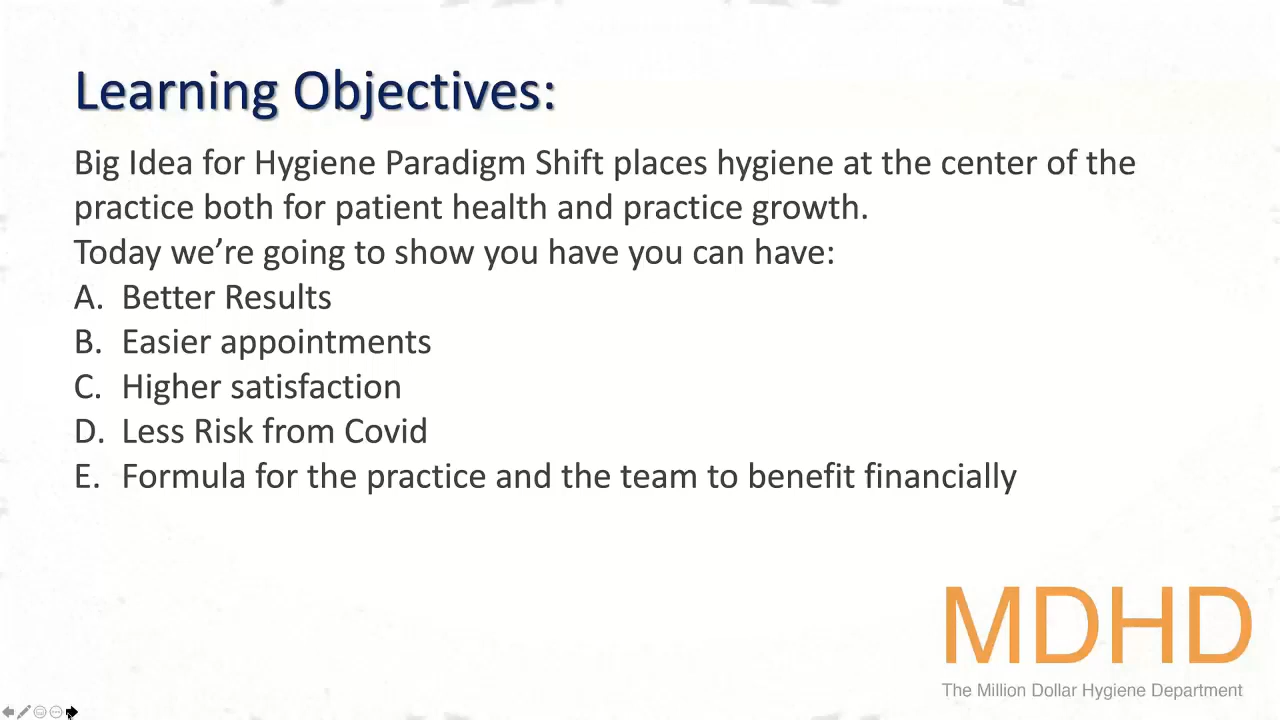 Learning Objectives:
Big Idea for Hygiene Paradigm Shift places hygiene at the center of the
practice both for patient health and practice growth.
Today we’re going to show you have you can have:
A. Better Results
B. Easier appointments
C. Higher satisfaction
D. Less Risk from Covid
E. Formula for the practice and the team to benefit financially
MDHD
The Million Dollar Hygiene Department